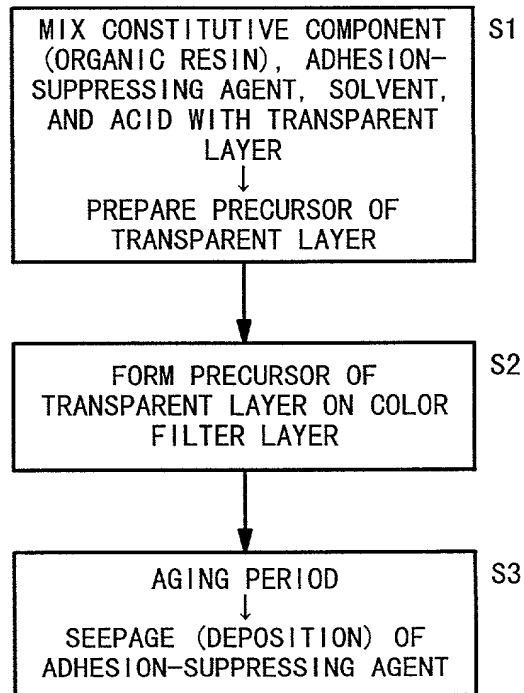 MIX CONSTITUTIVE COMPONENT
(ORGANIC RESIN), ADHESION-
SUPPRESSING AGENT, SOLVENT,
AND ACID WITH TRANSPARENT
LAYER
↓
PREPARE PRECURSOR OF
TRANSPARENT LAYER
S1
FORM PRECURSOR OF
TRANSPARENT LAYER ON COLOR
FILTER LAYER
S2
AGING PERIOD
↓
SEEPAGE (DEPOSITION) OF
ADHESION-SUPPRESSING AGENT
S3